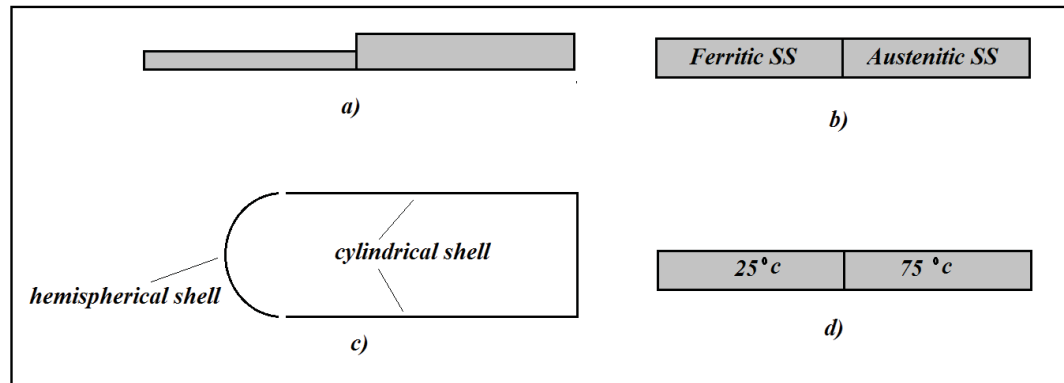 a)
Ferritic SS Austenitic SS
b)
cylindrical shell
hemispherical shell
c)
25°c 75 °c
d)